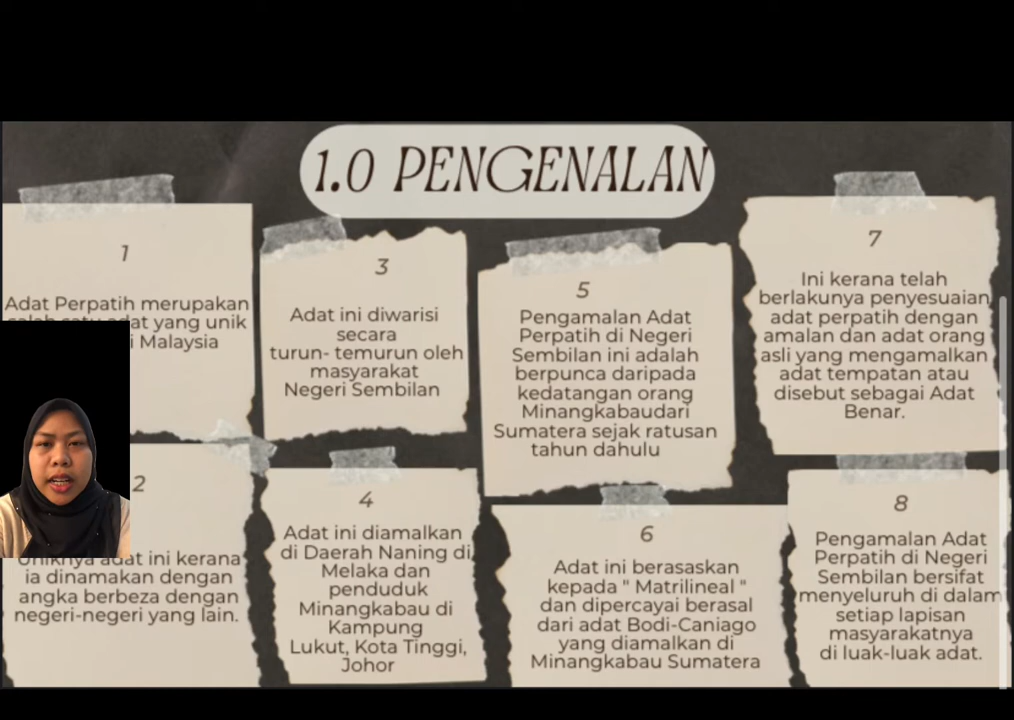 1.0 PENGENALAN
1
Adat Perpatih merupakan
adat yang unik
Malaysia
2
Uniknya adat ini kerana
ia dinamakan dengan
angka berbeza dengan
negeri-negeri yang lain.
3
Adat ini diwarisi
secara
turun- temurun oleh
masyarakat
Negeri Sembilan
4
Adat ini diamalkan
di Daerah Naning di
Melaka dan
penduduk
Minangkabau di
Kampung
Lukut, Kota Tinggi,
Johor
5
Pengamalan Adat
Perpatih di Negeri
Sembilan ini adalah
berpunca daripada
kedatangan orang
Minangkabaudari
Sumatera sejak ratusan
tahun dahulu
6
Adat ini berasaskan
kepada " Matrilineal "
dan dipercayai berasal
dari adat Bodi-Caniago
yang diamalkan di
Minangkabau Sumatera
7
Ini kerana telah
berlakunya penyesuaian
adat perpatih dengan
amalan dan adat orang
asli yang mengamalkan
adat tempatan atau
disebut sebagai Adat
Benar.
8
Pengamalan Adat
Perpatih di Negeri
Sembilan bersifat
menyeluruh di dalam
setiap lapisan
masyarakatnya
di luak-luak adat.